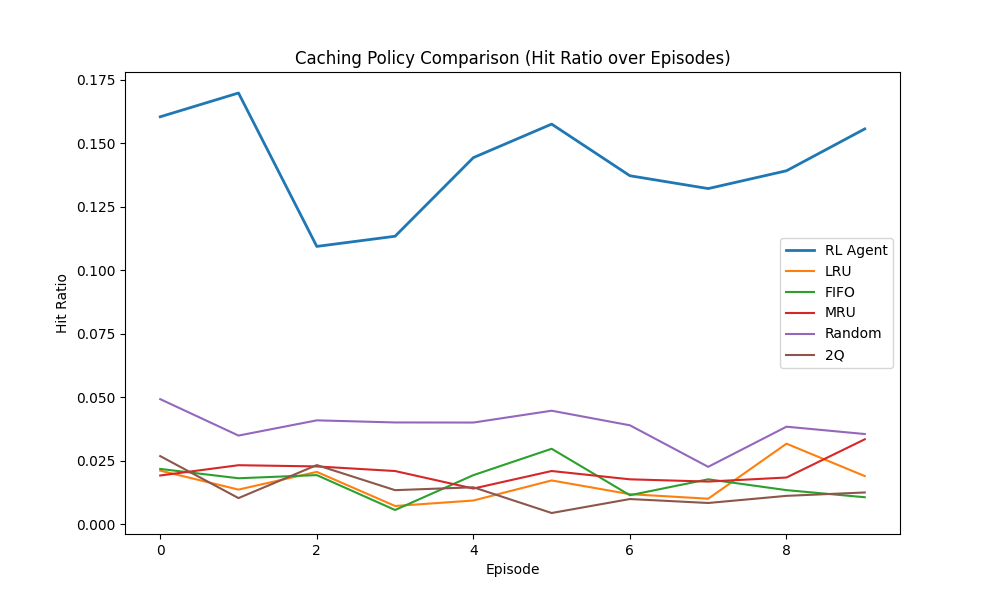 Caching Policy Comparison (Hit Ratio over Episodes)
0.175
0.150
0.125
0.100
0.075
0.050
0.025
0.000
Hit Ratio
RL Agent
LRU
FIFO
MRU
Random
2Q
0
2
4
6
8
Episode